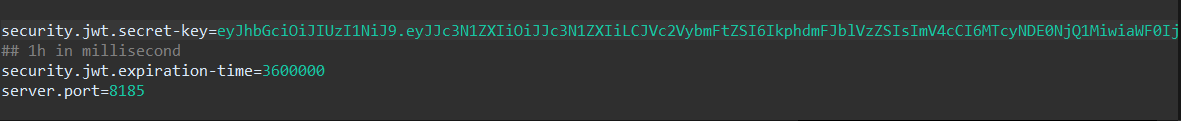 security.jwt.secret-key=eyJhbGciOiJIUzI1NiJ9.eyJJc3N1ZXIiOiJJc3N1ZXIiLCJVc2VybmFtZSI6IkphdmFJblVzZSIsImV4cCI6MTcyNDE0NjQ1MiwiaWF0Ij
## 1h in millisecond
security.jwt.expiration-time=3600000
server.port=8185